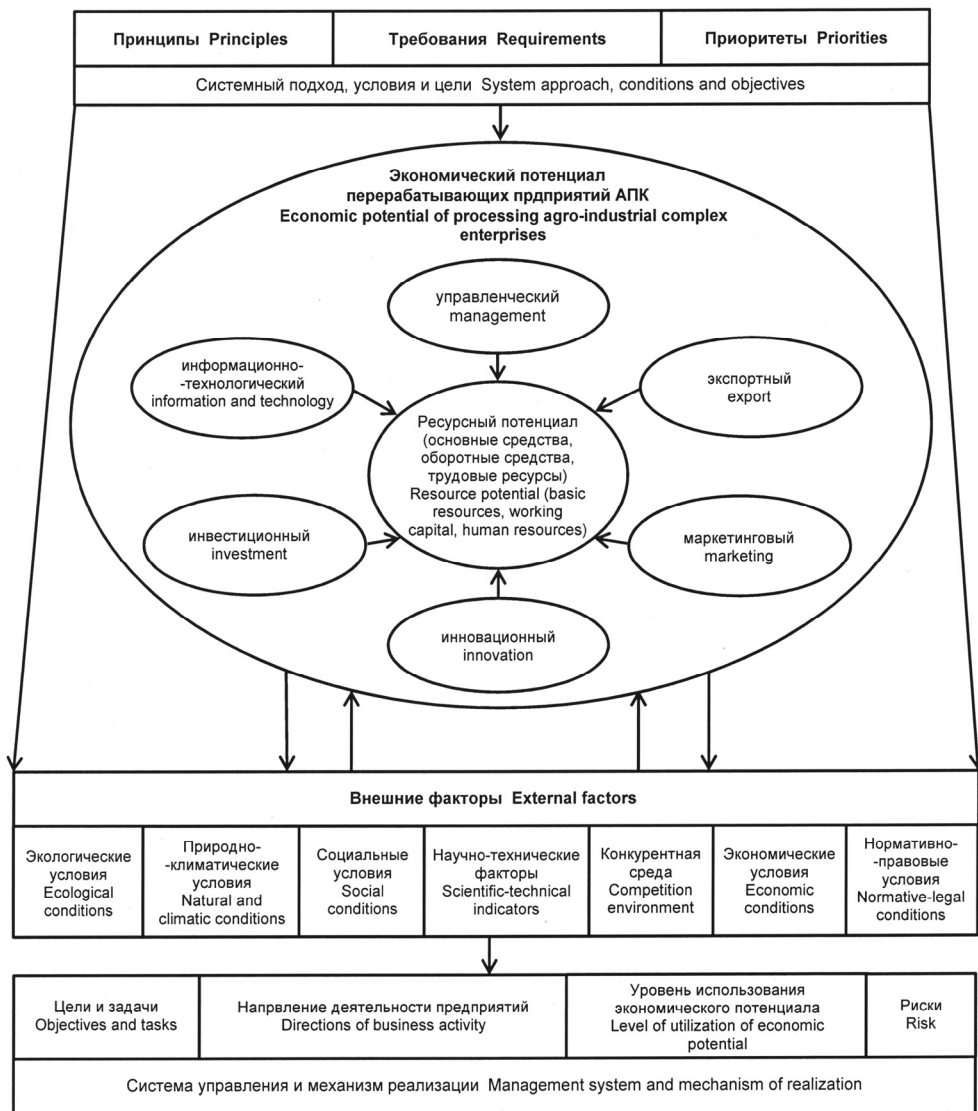 Принципы Principles
Требования Requirements
Приоритеты Priorities
Системный подход, условия и цели System approach, conditions and objectives
Экономический потенциал
перерабатывающих прдприятий АПК
Economic potential of processing agro-industrial complex
enterprises
управленческий
management
информационно-
-технологический
information and technology
экспортный
export
Ресурсный потенциал
(основные средства,
оборотные средства,
трудовые ресурсы)
Resource potential (basic
resources, working
capital, human resources)
инвестиционный
investment
маркетинговый
marketing
инновационный
innovation
Внешние факторы External factors
Экологические
условия
Ecological
conditions
Природно-
-климатические
условия
Natural and
climatic conditions
Социальные
условия
Social
conditions
Научно-технические
факторы
Scientific-technical
indicators
Конкурентная
среда
Competition
environment
Экономические
условия
Economic
conditions
Нормативно-
-правовые
условия
Normative-legal
conditions
Цели и задачи
Objectives and tasks
Напрвление деятельности предприятий
Directions of business activity
Уровень использования
экономического потенциала
Level of utilization of economic
potential
Риски
Risk
Система управления и механизм реализации Management system and mechanism of realization